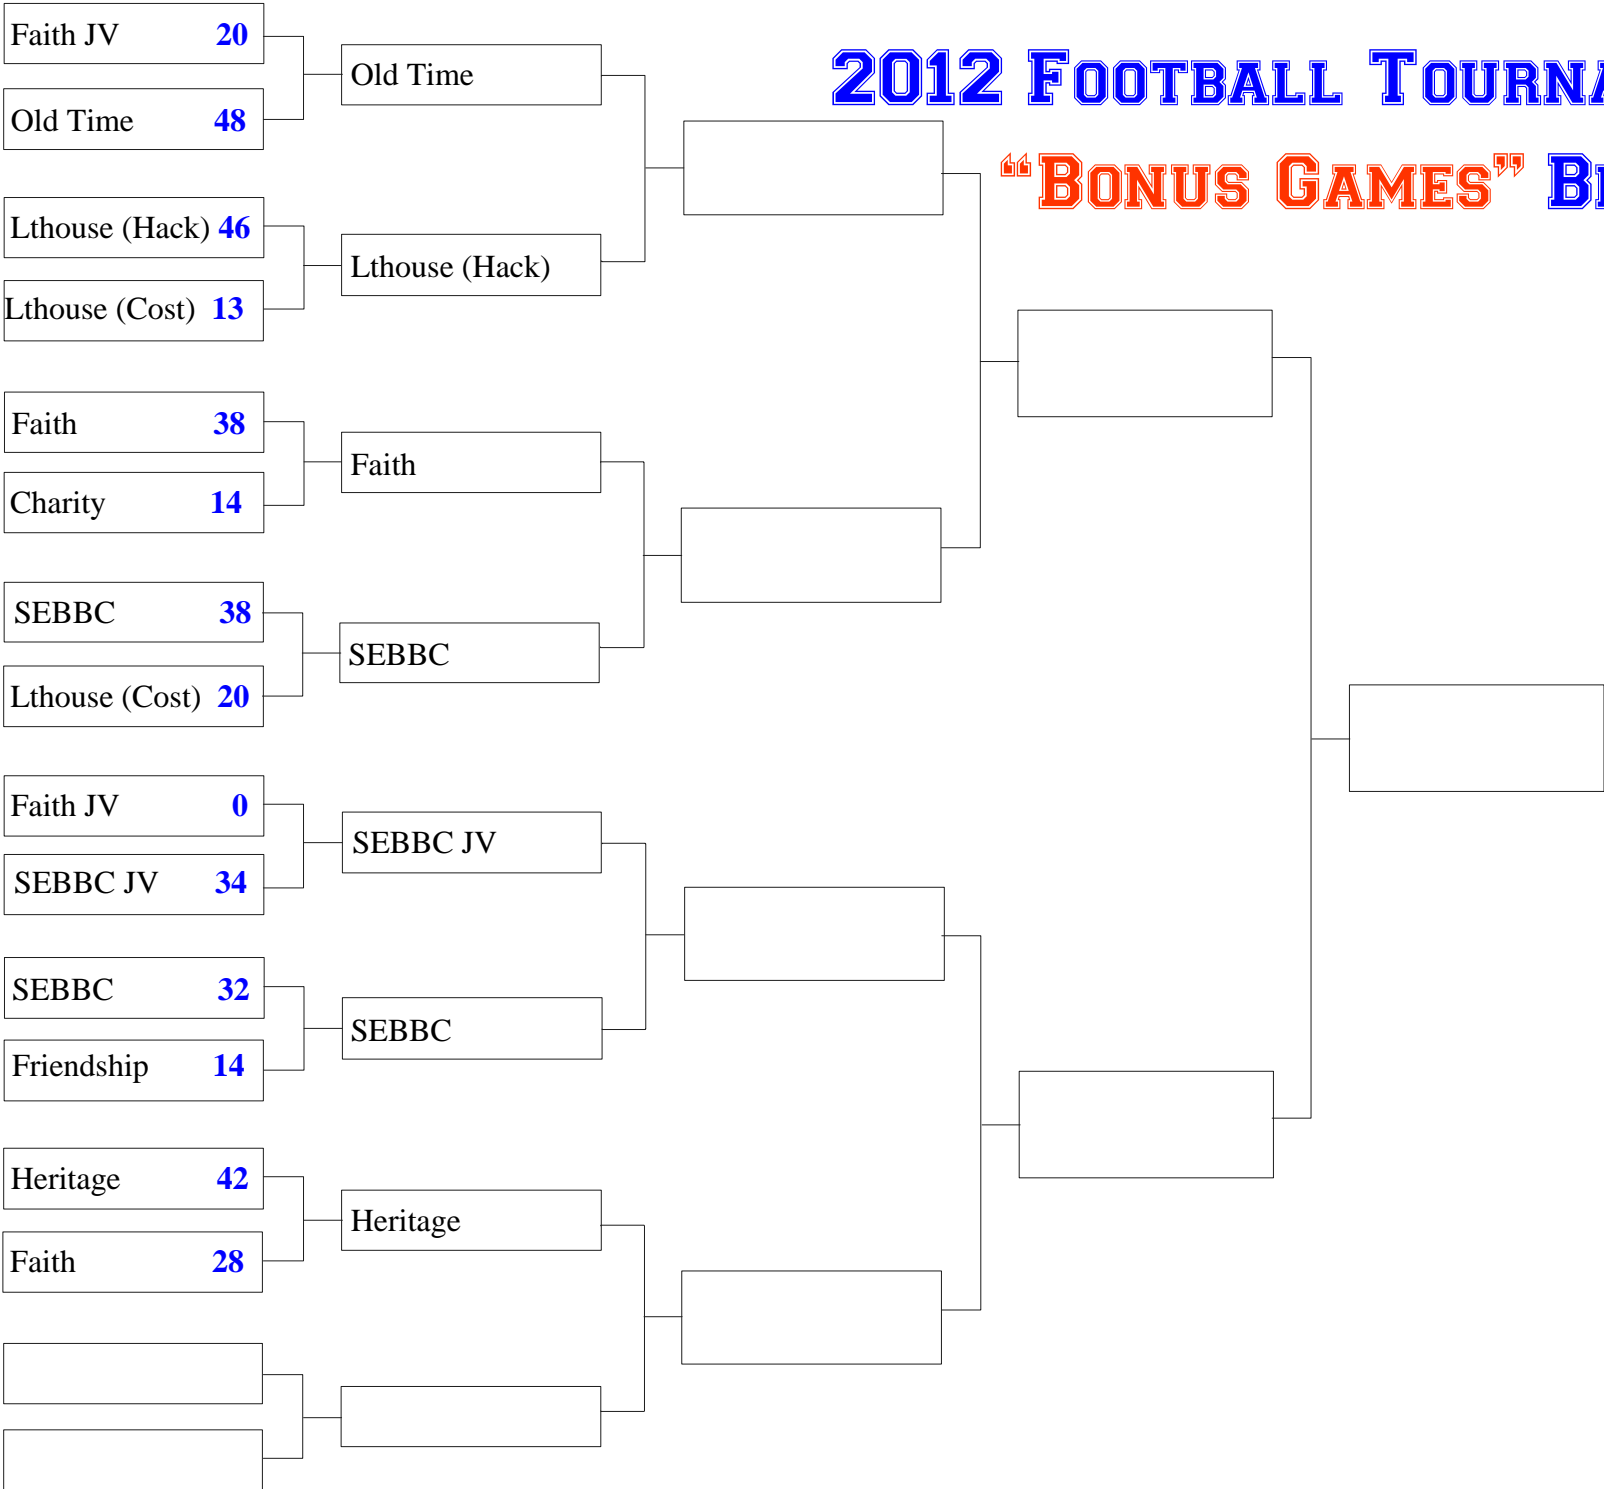 2012 Football Tourna
“Bonus Games” B
Faith JV 20
Old Time 48
Old Time
Lthouse (Hack) 46
Lthouse (Cost) 13
Lthouse (Hack)
Faith 38
Charity 14
Faith
SEBBC 38
Lthouse (Cost) 20
SEBBC
Faith JV 0
SEBBC JV 34
SEBBC JV
SEBBC 32
Friendship 14
SEBBC
Heritage 42
Faith 28
Heritage